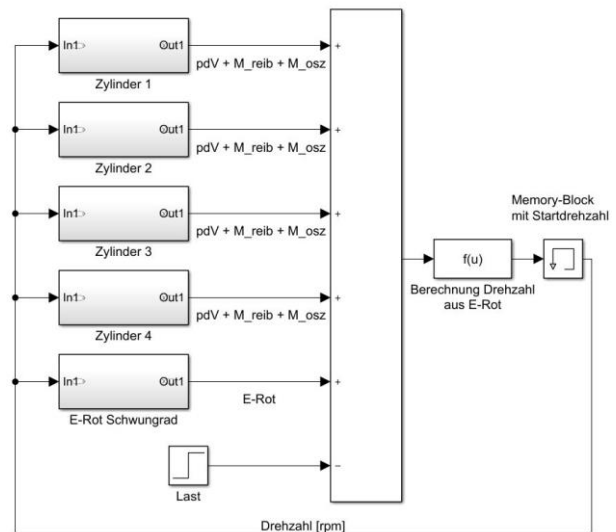 In1
Out1
+
pdV + M_reib + M_osz
Zylinder 1
In1
Out1
+
pdV + M_reib + M_osz
Zylinder 2
In1
Out1
+
pdV + M_reib + M_osz
Zylinder 3
In1
Out1
+
pdV + M_reib + M_osz
Zylinder 4
In1
Out1
+
E-Rot
E-Rot Schwungrad
−
Last
Memory-Block
mit Startdrehzahl
f(u)
Berechnung Drehzahl
aus E-Rot
Drehzahl [rpm]